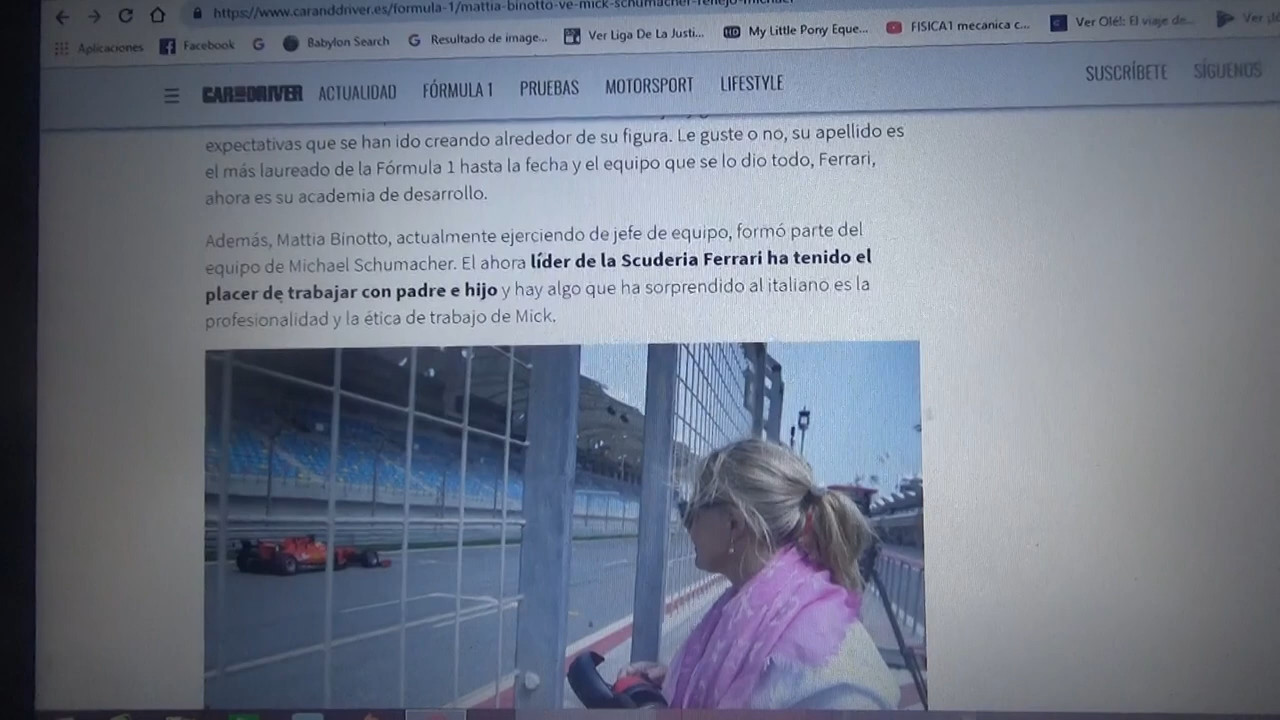 https://www.caranddriver.es/formula-1/mattia-binotto-ve-mick-schumacher-reflejo-michael
Aplicaciones Facebook G Babylon Search G Resultado de image... Ver Liga De La Justi... HD My Little Pony Eque... FISICA1 mecanica c... Ver Olé!: El viaje de... Ver
CAR AND DRIVER ACTUALIDAD FÓRMULA 1 PRUEBAS MOTORSPORT LIFESTYLE SUSCRÍBETE SÍGUENOS
expectativas que se han ido creando alrededor de su figura. Le guste o no, su apellido es
el más laureado de la Fórmula 1 hasta la fecha y el equipo que se lo dio todo, Ferrari,
ahora es su academia de desarrollo.
Además, Mattia Binotto, actualmente ejerciendo de jefe de equipo, formó parte del
equipo de Michael Schumacher. El ahora líder de la Scuderia Ferrari ha tenido el
placer de trabajar con padre e hijo y hay algo que ha sorprendido al italiano es la
profesionalidad y la ética de trabajo de Mick.